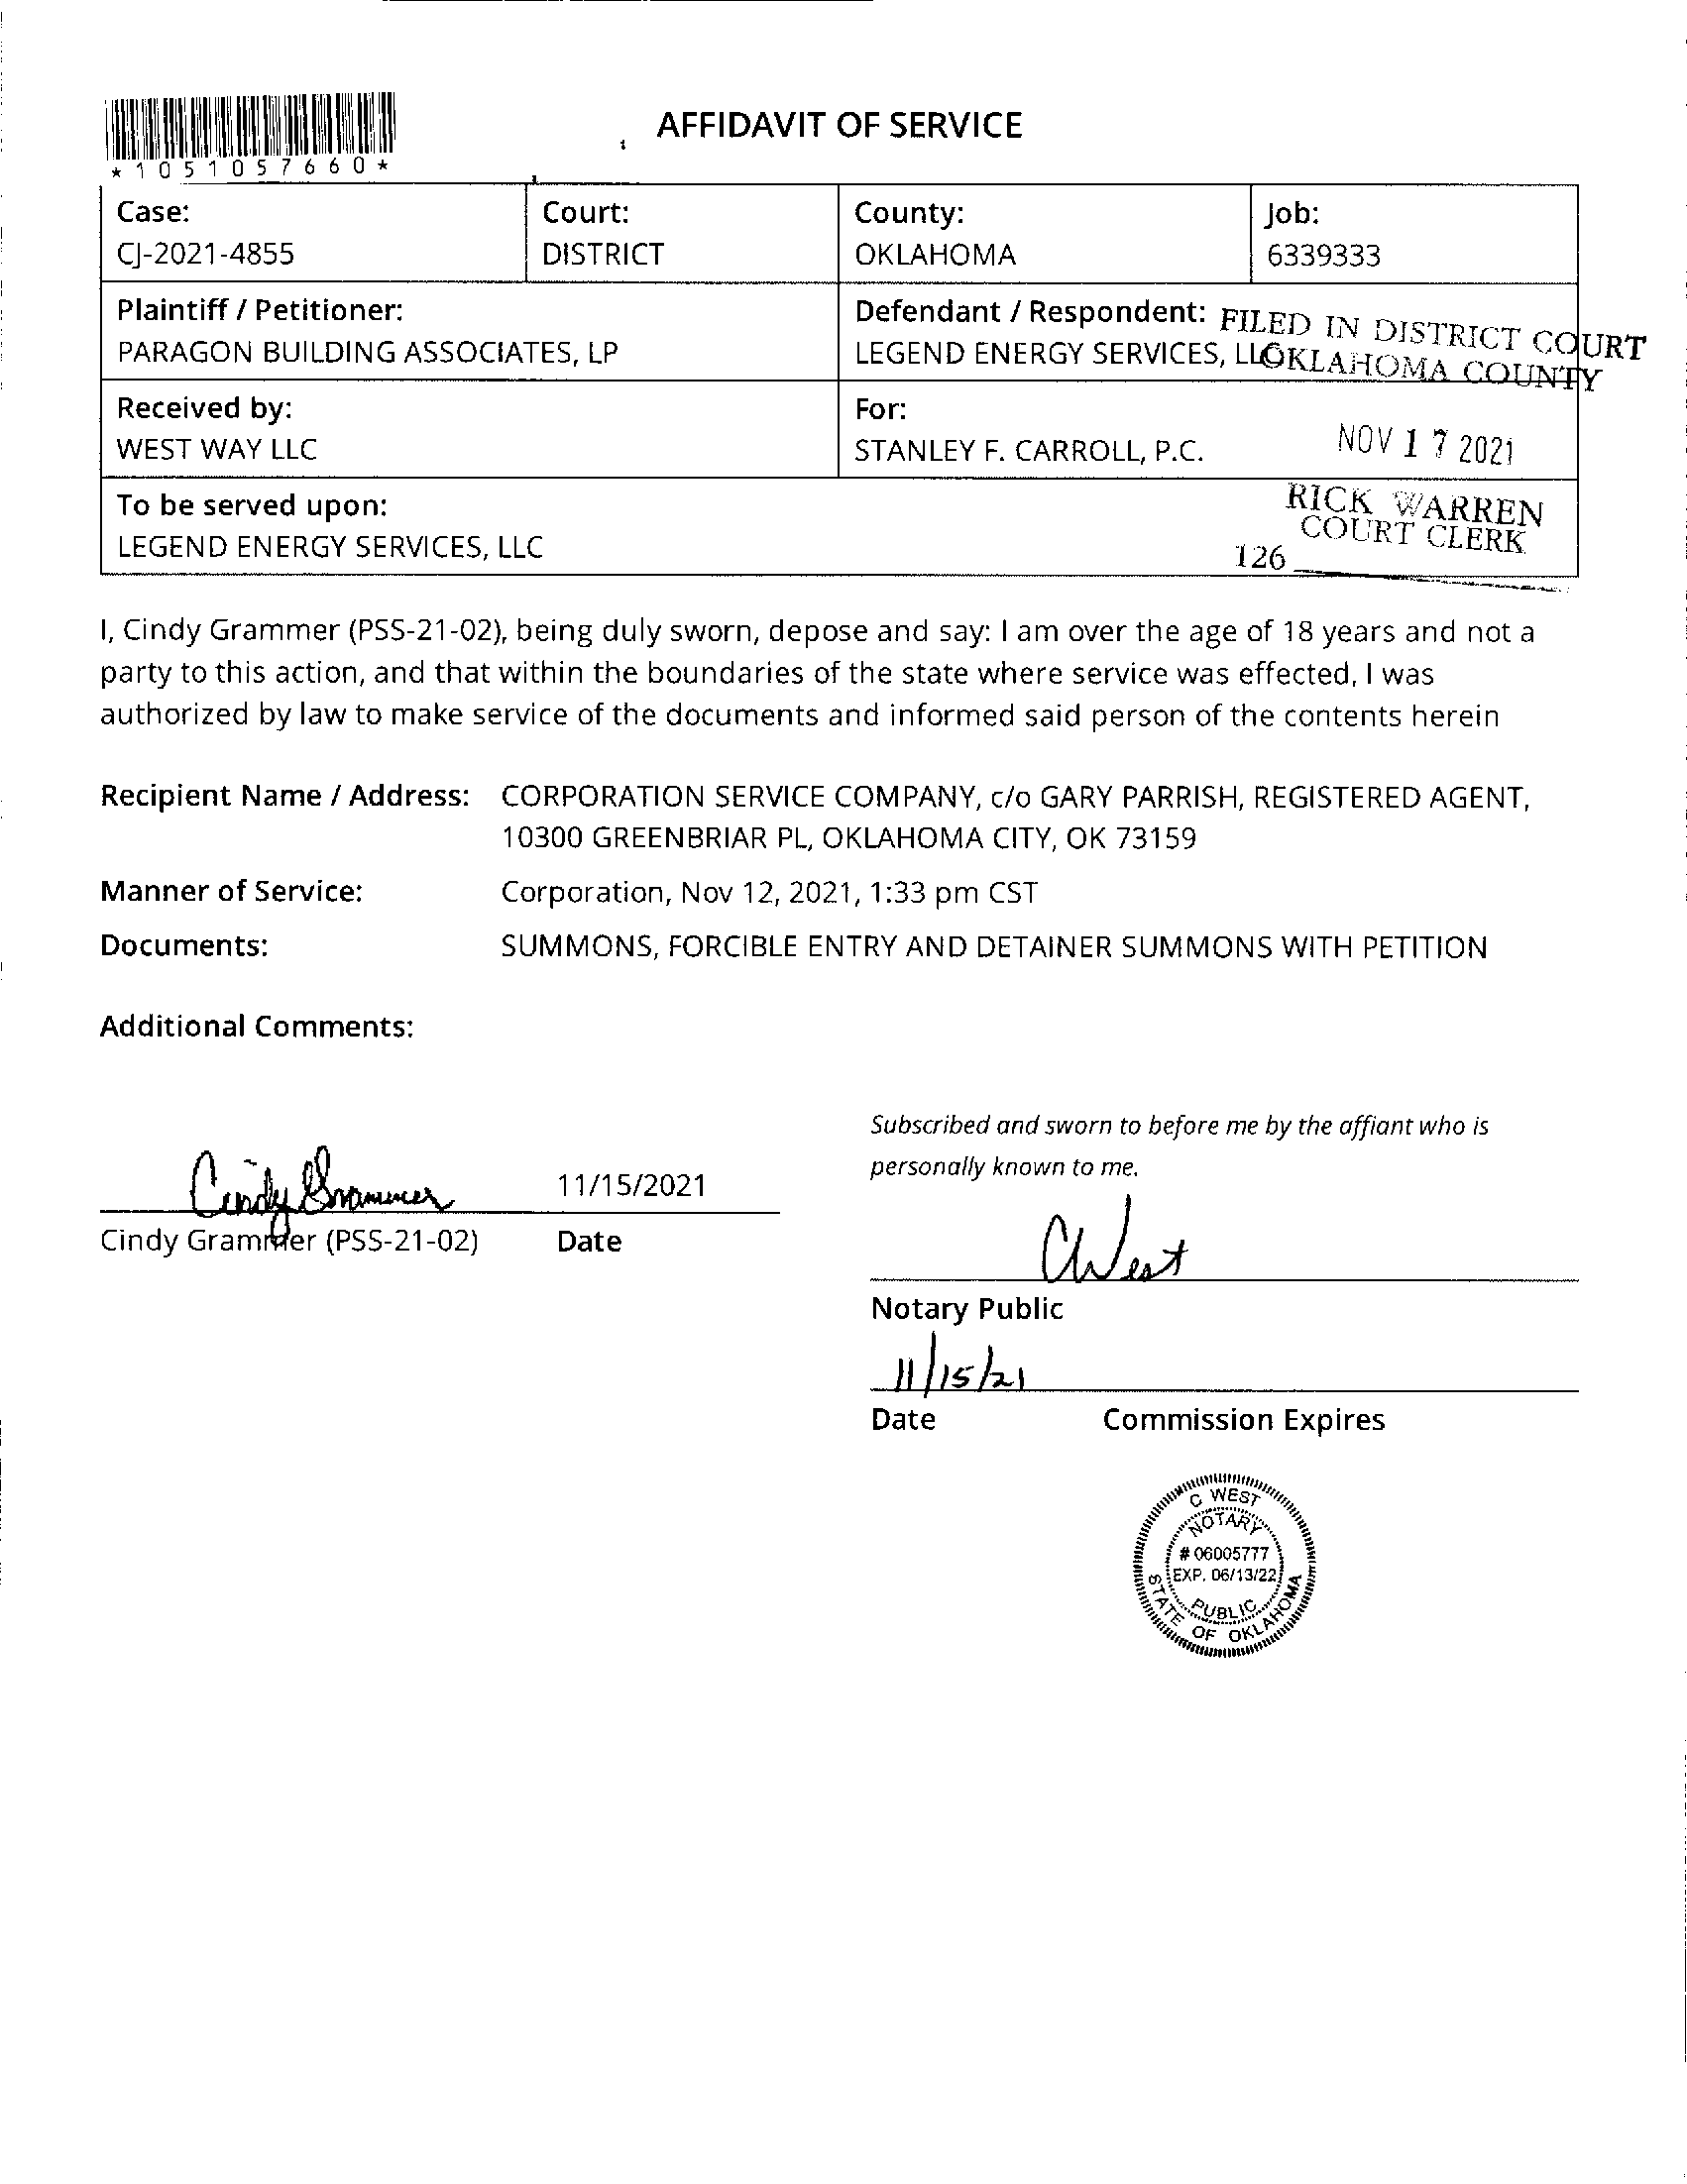 AFFIDAVIT OF SERVICE
*1051057660*
Case: Court: County: Job:
CJ-2021-4855 DISTRICT OKLAHOMA 6339333
Plaintiff / Petitioner: Defendant / Respondent:
PARAGON BUILDING ASSOCIATES, LP LEGEND ENERGY SERVICES, LLC
FILED IN DISTRICT COURT
OKLAHOMA COUNTY
Received by: For:
WEST WAY LLC STANLEY F. CARROLL, P.C.
NOV 17 2021
To be served upon:
LEGEND ENERGY SERVICES, LLC
RICK WARREN
COURT CLERK
126
I, Cindy Grammer (PSS-21-02), being duly sworn, depose and say: I am over the age of 18 years and not a
party to this action, and that within the boundaries of the state where service was effected, I was
authorized by law to make service of the documents and informed said person of the contents herein
Recipient Name / Address: CORPORATION SERVICE COMPANY, c/o GARY PARRISH, REGISTERED AGENT,
10300 GREENBRIAR PL, OKLAHOMA CITY, OK 73159
Manner of Service: Corporation, Nov 12, 2021, 1:33 pm CST
Documents: SUMMONS, FORCIBLE ENTRY AND DETAINER SUMMONS WITH PETITION
Additional Comments:
Cindy Grammer 11/15/2021
Cindy Grammer (PSS-21-02) Date
Subscribed and sworn to before me by the affiant who is
personally known to me.
CWest
Notary Public
11/15/21
Date Commission Expires
C WEST
NOTARY
# 06005777
EXP. 06/13/22
PUBLIC
STATE OF OKLAHOMA